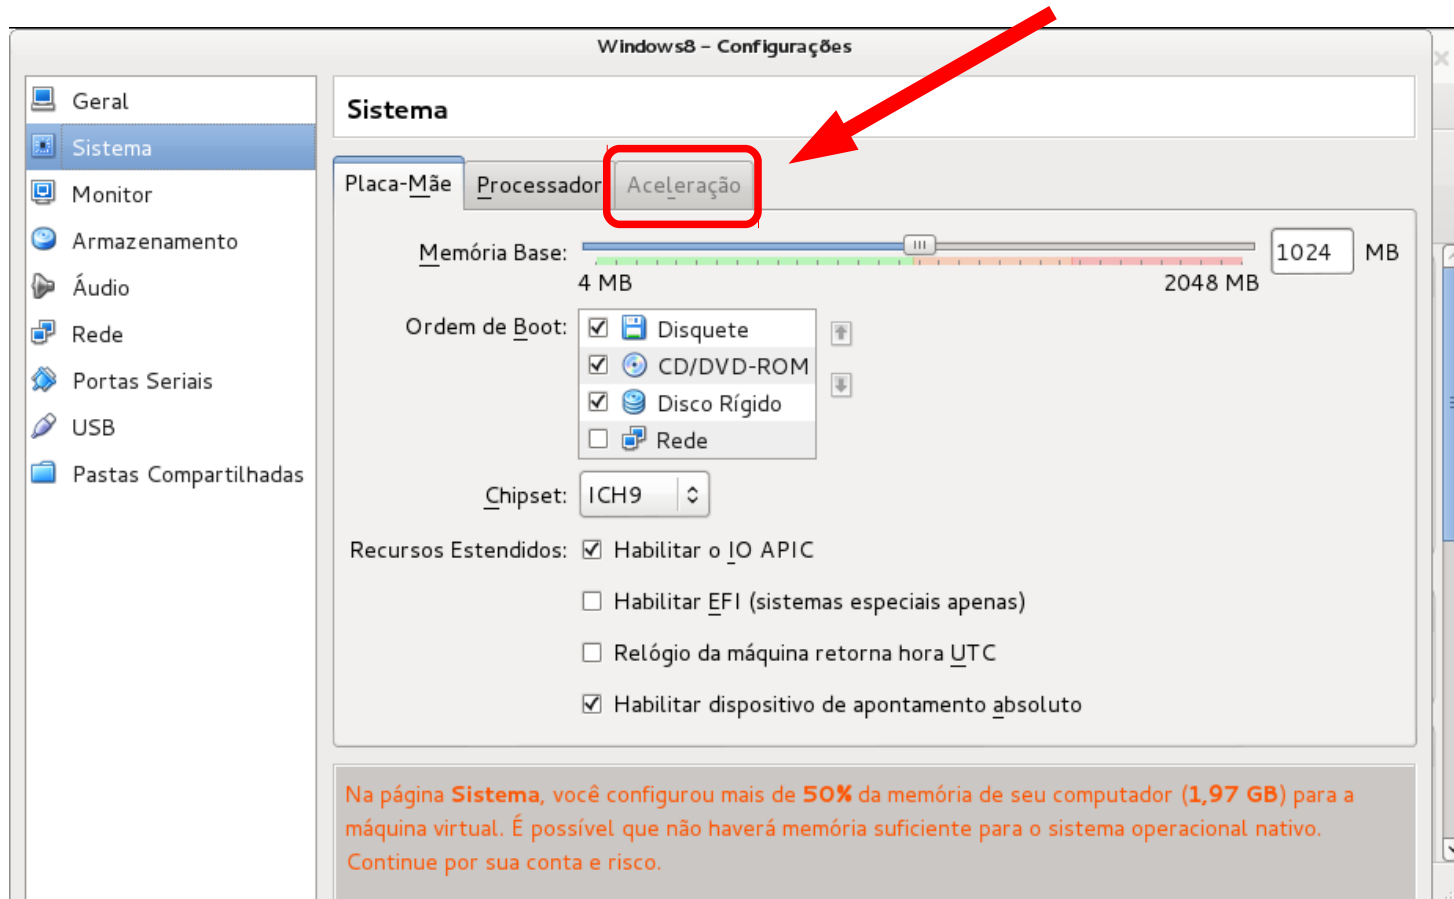 Windows8 – Configurações
Geral
Sistema
Monitor
Armazenamento
Áudio
Rede
Portas Seriais
USB
Pastas Compartilhadas
Sistema
Placa-Mãe Processador Aceleração
Memória Base: 1024 MB
4 MB 2048 MB
Ordem de Boot: Disquete
CD/DVD-ROM
Disco Rígido
Rede
Chipset: ICH9
Recursos Estendidos: Habilitar o IO APIC
Habilitar EFI (sistemas especiais apenas)
Relógio da máquina retorna hora UTC
Habilitar dispositivo de apontamento absoluto
Na página Sistema, você configurou mais de 50% da memória de seu computador (1,97 GB) para a
máquina virtual. É possível que não haverá memória suficiente para o sistema operacional nativo.
Continue por sua conta e risco.